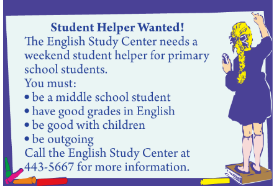 Student Helper Wanted!
The English Study Center needs a
weekend student helper for primary
school students.
You must:
• be a middle school student
• have good grades in English
• be good with children
• be outgoing
Call the English Study Center at
443-5667 for more information.